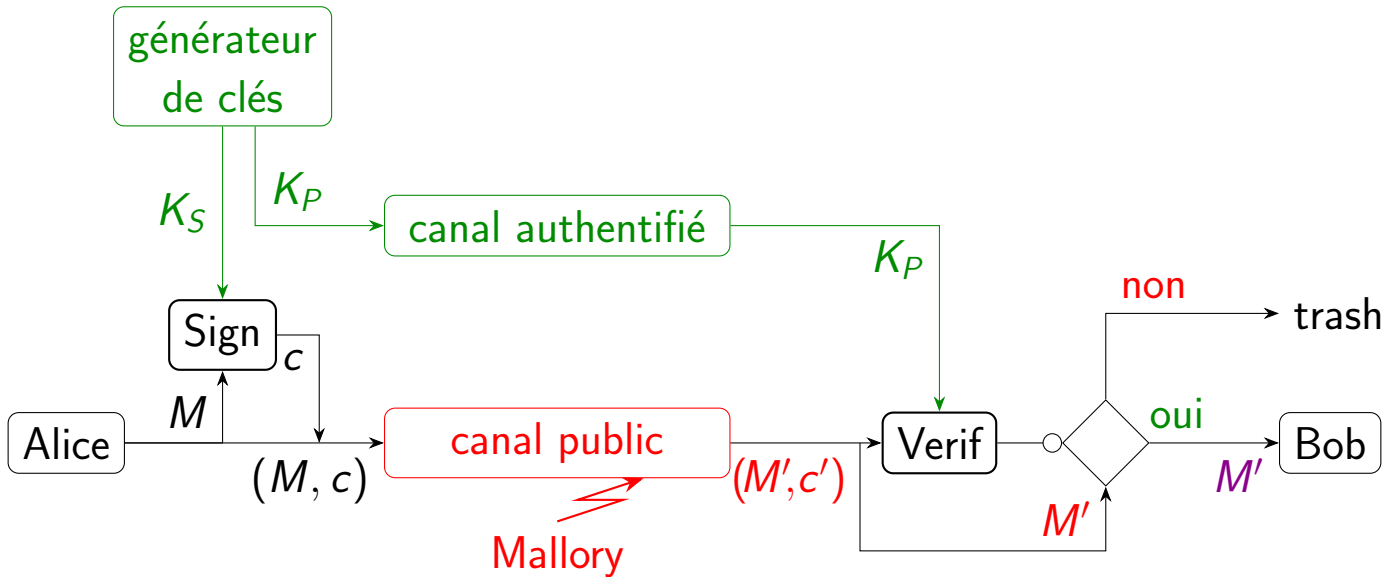 générateur
de clés
K_S
K_P
canal authentifié
K_P
non
trash
Sign
c
M
oui
Alice
canal public
Verif
Bob
(M, c)
(M′,c′)
M′
M′
Mallory